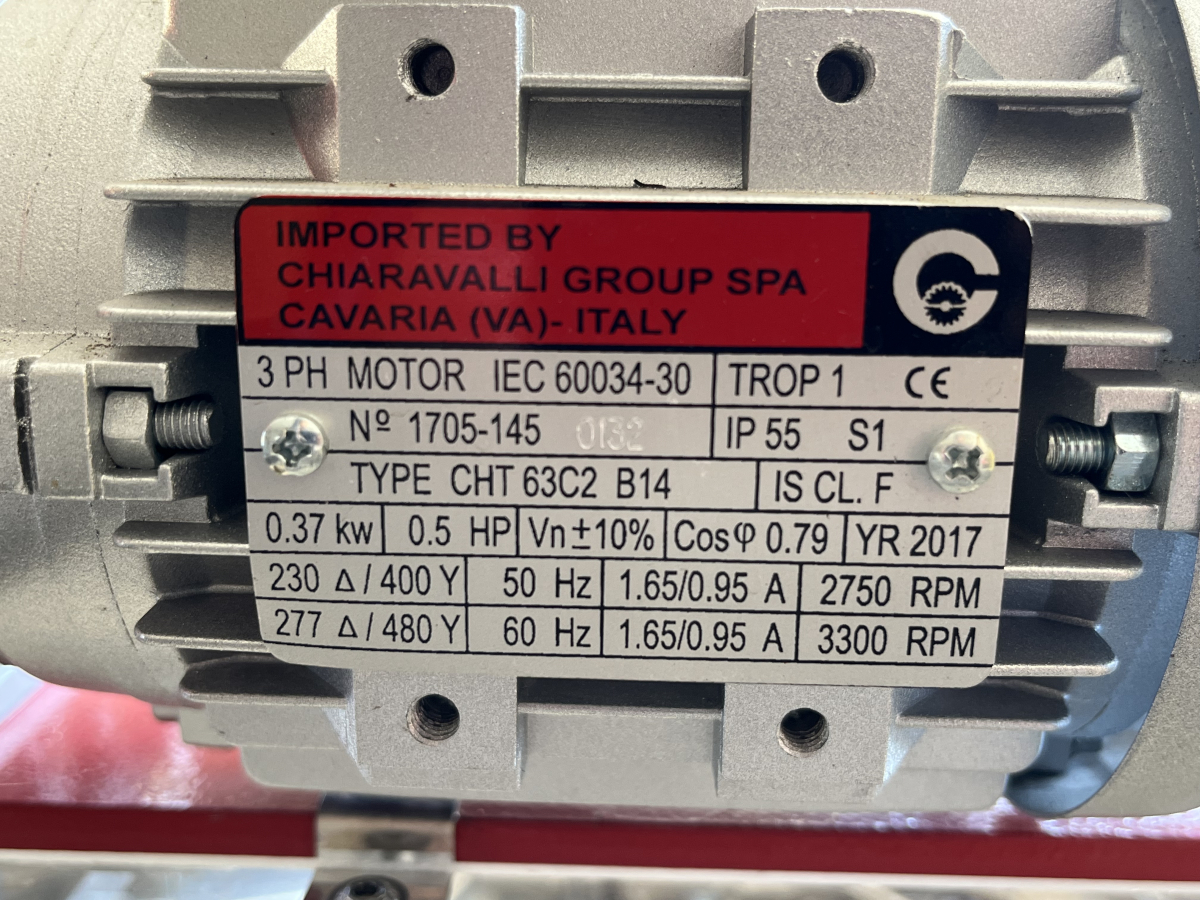 IMPORTED BY
CHIARAVALLI GROUP SPA
CAVARIA (VA)- ITALY
3 PH MOTOR IEC 60034-30 TROP 1 CE
Nº 1705-145 0132 IP 55 S1
TYPE CHT 63C2 B14 IS CL. F
0.37 kw 0.5 HP Vn±10% Cosφ 0.79 YR 2017
230 Δ / 400 Y 50 Hz 1.65/0.95 A 2750 RPM
277 Δ / 480 Y 60 Hz 1.65/0.95 A 3300 RPM